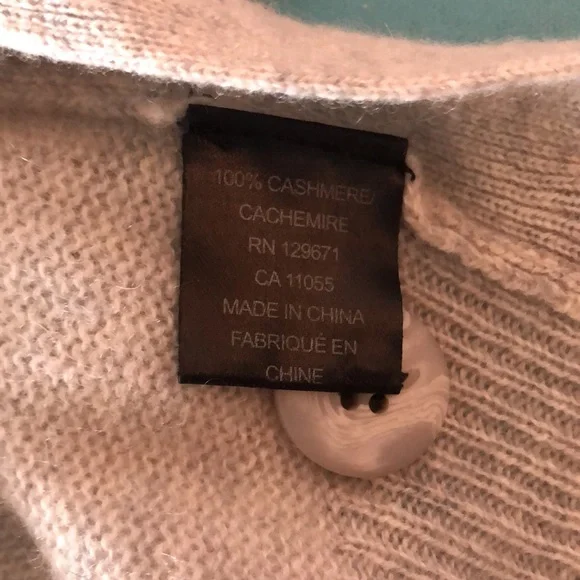 100% CASHMERE/
CACHEMIRE
RN 129671
CA 11055
MADE IN CHINA
FABRIQUÉ EN
CHINE